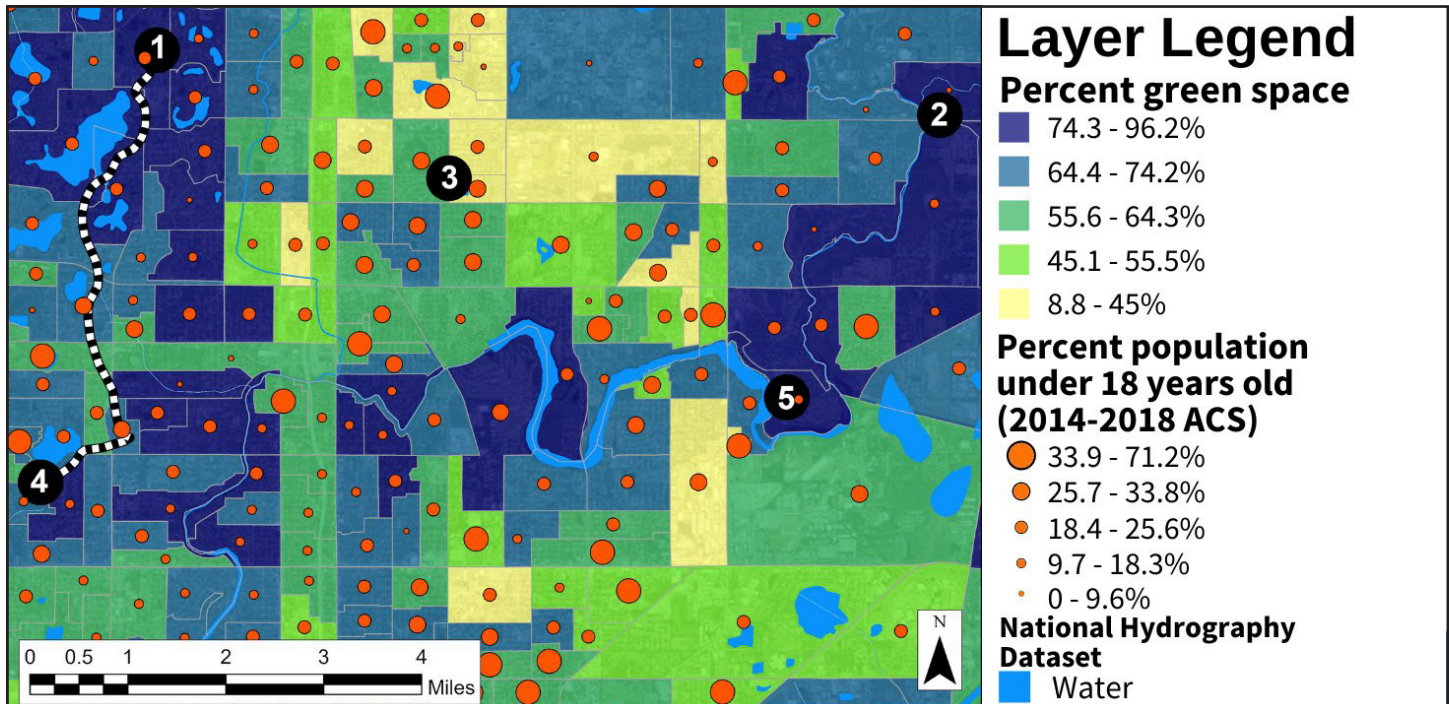 1
2
3
4
5
N
0 0.5 1 2 3 4
Miles
Layer Legend
Percent green space
74.3 - 96.2%
64.4 - 74.2%
55.6 - 64.3%
45.1 - 55.5%
8.8 - 45%
Percent population
under 18 years old
(2014-2018 ACS)
33.9 - 71.2%
25.7 - 33.8%
18.4 - 25.6%
9.7 - 18.3%
0 - 9.6%
National Hydrography
Dataset
Water